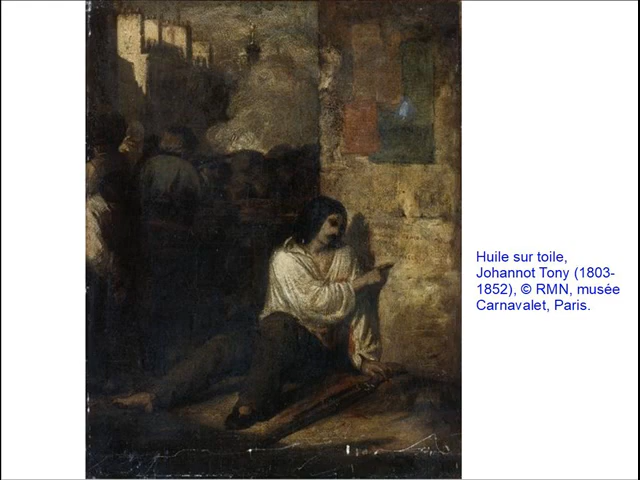 Huile sur toile,
Johannot Tony (1803-
1852), © RMN, musée
Carnavalet, Paris.